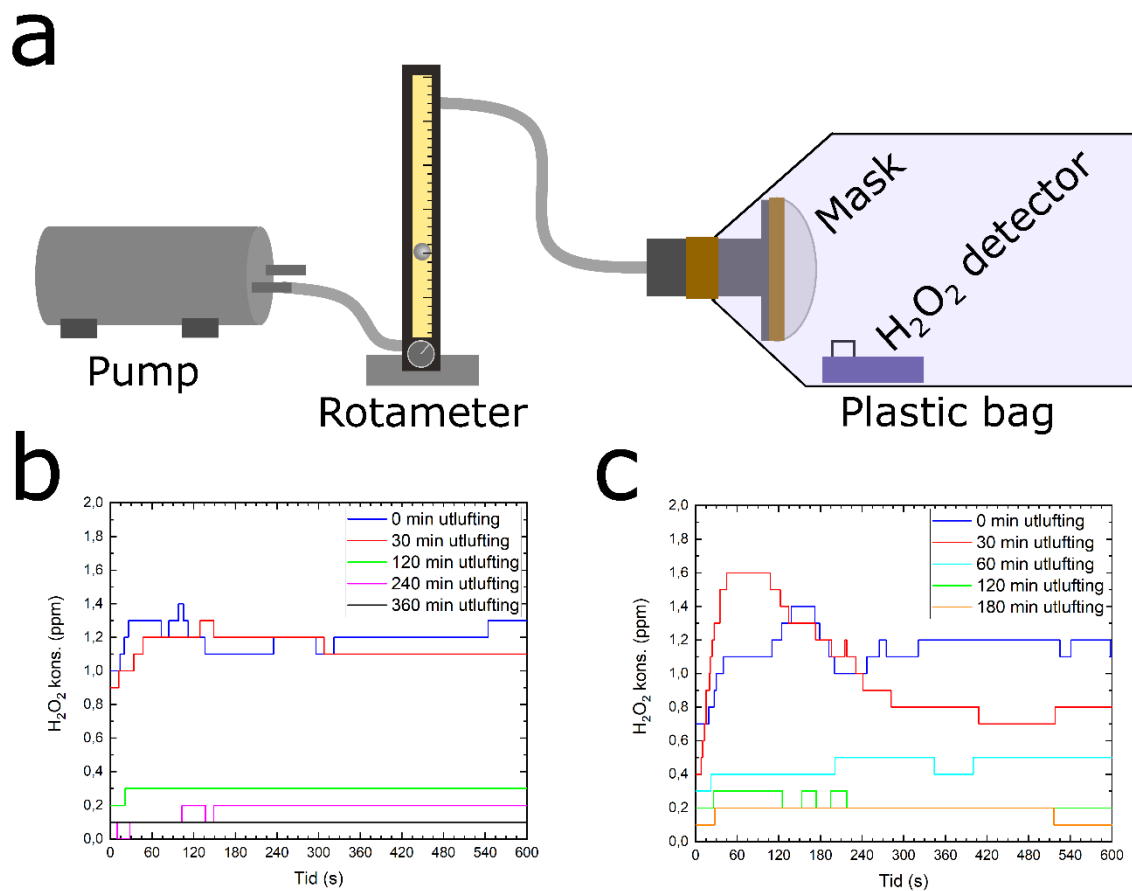 a
Pump
Rotameter
Mask
H₂O₂ detector
Plastic bag
b
H₂O₂ kons. (ppm)
2,0
1,8
1,6
1,4
1,2
1,0
0,8
0,6
0,4
0,2
0,0
0 min utlufting
30 min utlufting
120 min utlufting
240 min utlufting
360 min utlufting
0 60 120 180 240 300 360 420 480 540 600
Tid (s)
c
H₂O₂ kons. (ppm)
2,0
1,8
1,6
1,4
1,2
1,0
0,8
0,6
0,4
0,2
0,0
0 min utlufting
30 min utlufting
60 min utlufting
120 min utlufting
180 min utlufting
0 60 120 180 240 300 360 420 480 540 600
Tid (s)